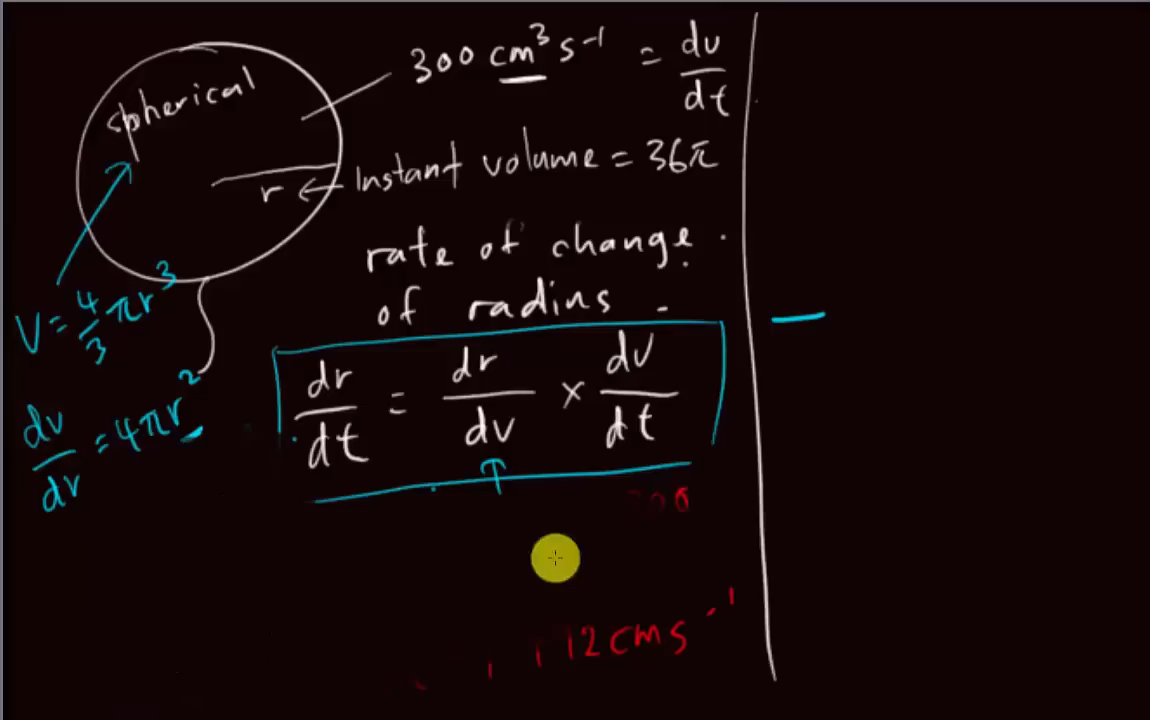 spherical
300 cm³ s⁻¹ = dv/dt
r ← Instant volume = 36π
rate of change
of radius
V = 4/3 πr³
dv/dr = 4πr²
dr/dt = dr/dv × dv/dt
12 cm s⁻¹